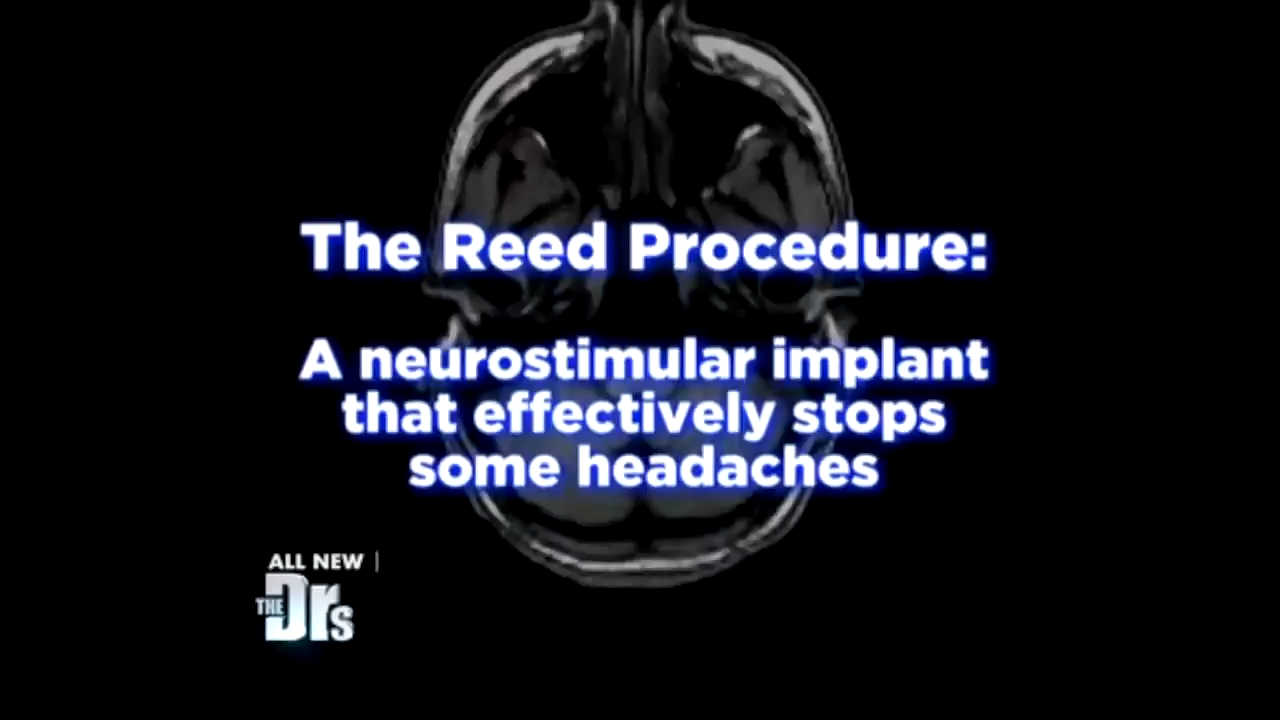 The Reed Procedure:
A neurostimular implant
that effectively stops
some headaches
ALL NEW
THE Drs